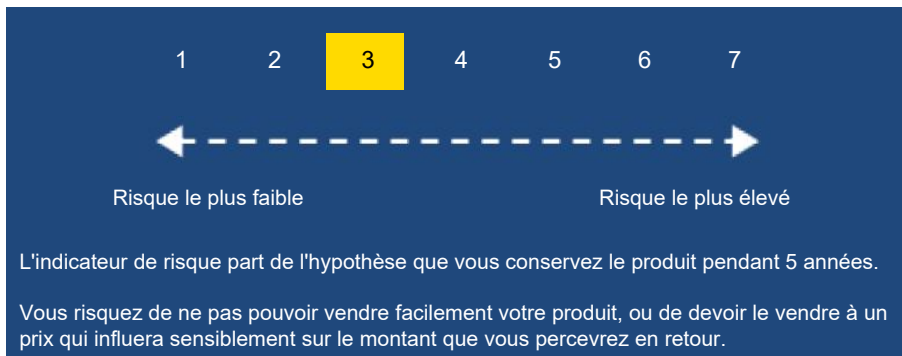 1 2 3 4 5 6 7
Risque le plus faible Risque le plus élevé
L'indicateur de risque part de l'hypothèse que vous conservez le produit pendant 5 années.
Vous risquez de ne pas pouvoir vendre facilement votre produit, ou de devoir le vendre à un
prix qui influera sensiblement sur le montant que vous percevrez en retour.